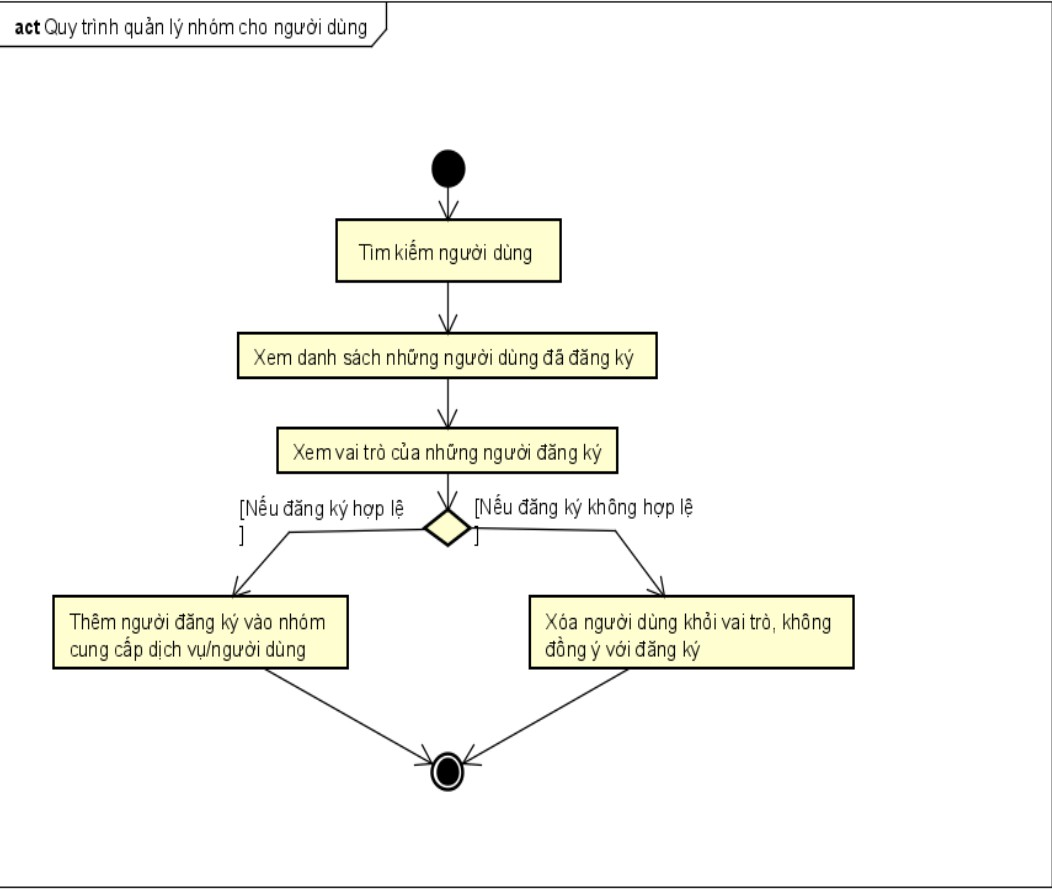 act Quy trình quản lý nhóm cho người dùng
Tìm kiếm người dùng
Xem danh sách những người dùng đã đăng ký
Xem vai trò của những người đăng ký
[Nếu đăng ký hợp lệ
]
[Nếu đăng ký không hợp lệ
]
Thêm người đăng ký vào nhóm
cung cấp dịch vụ/người dùng
Xóa người dùng khỏi vai trò, không
đồng ý với đăng ký